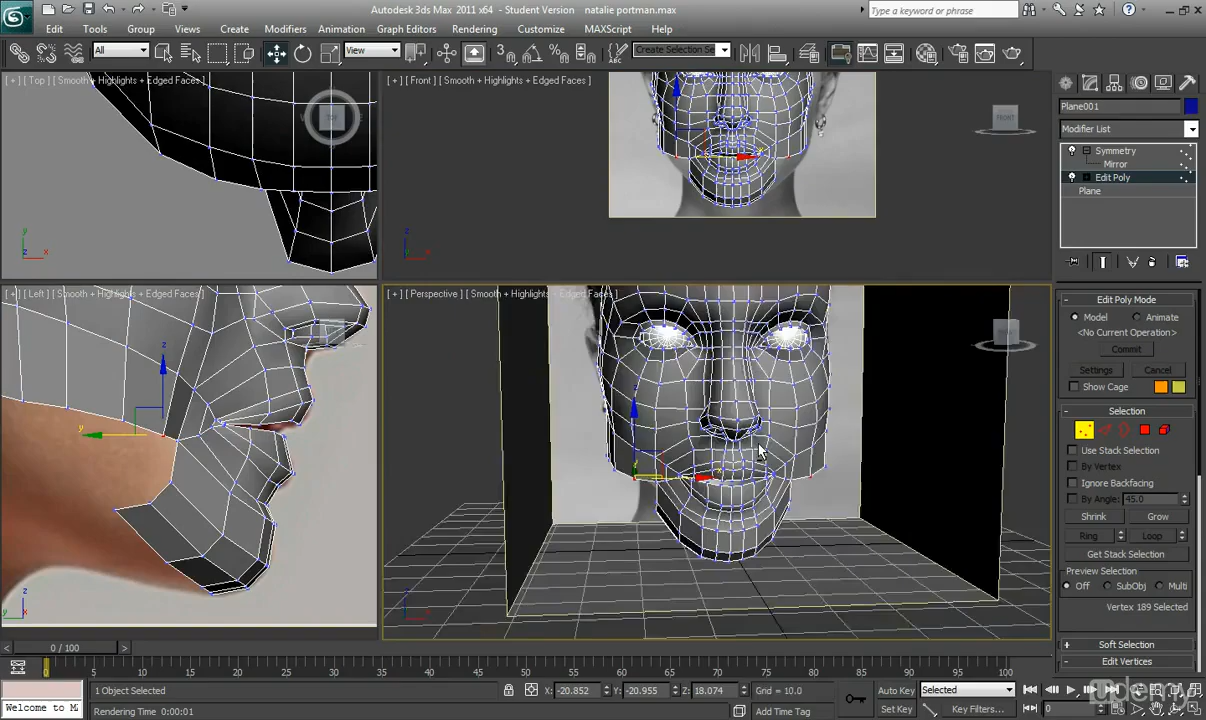 Autodesk 3ds Max 2011 x64 - Student Version natalie portman.max
Type a keyword or phrase
Edit Tools Group Views Create Modifiers Animation Graph Editors Rendering Customize MAXScript Help
All View Create Selection Se
[ + ] [ Top ] [ Smooth + Highlights + Edged Faces ]
[ + ] [ Front ] [ Smooth + Highlights + Edged Faces ]
TOP
FRONT
Plane001
Modifier List
Symmetry
Mirror
Edit Poly
Plane
[ + ] [ Left ] [ Smooth + Highlights + Edged Faces ]
[ + ] [ Perspective ] [ Smooth + Highlights + Edged Faces ]
Edit Poly Mode
Model Animate
<No Current Operation>
Commit
Settings Cancel
Show Cage
Selection
Use Stack Selection
By Vertex
Ignore Backfacing
By Angle: 45.0
Shrink Grow
Ring Loop
Get Stack Selection
Preview Selection
Off SubObj Multi
Vertex 189 Selected
Soft Selection
Edit Vertices
0 / 100
0 5 10 15 20 25 30 35 40 45 50 55 60 65 70 75 80 85 90 95 100
1 Object Selected X: -20.852 Y: -20.955 Z: 18.074 Grid = 10.0 Auto Key Selected
Welcome to MA Rendering Time 0:00:01 Add Time Tag Set Key Key Filters... 0
udemy